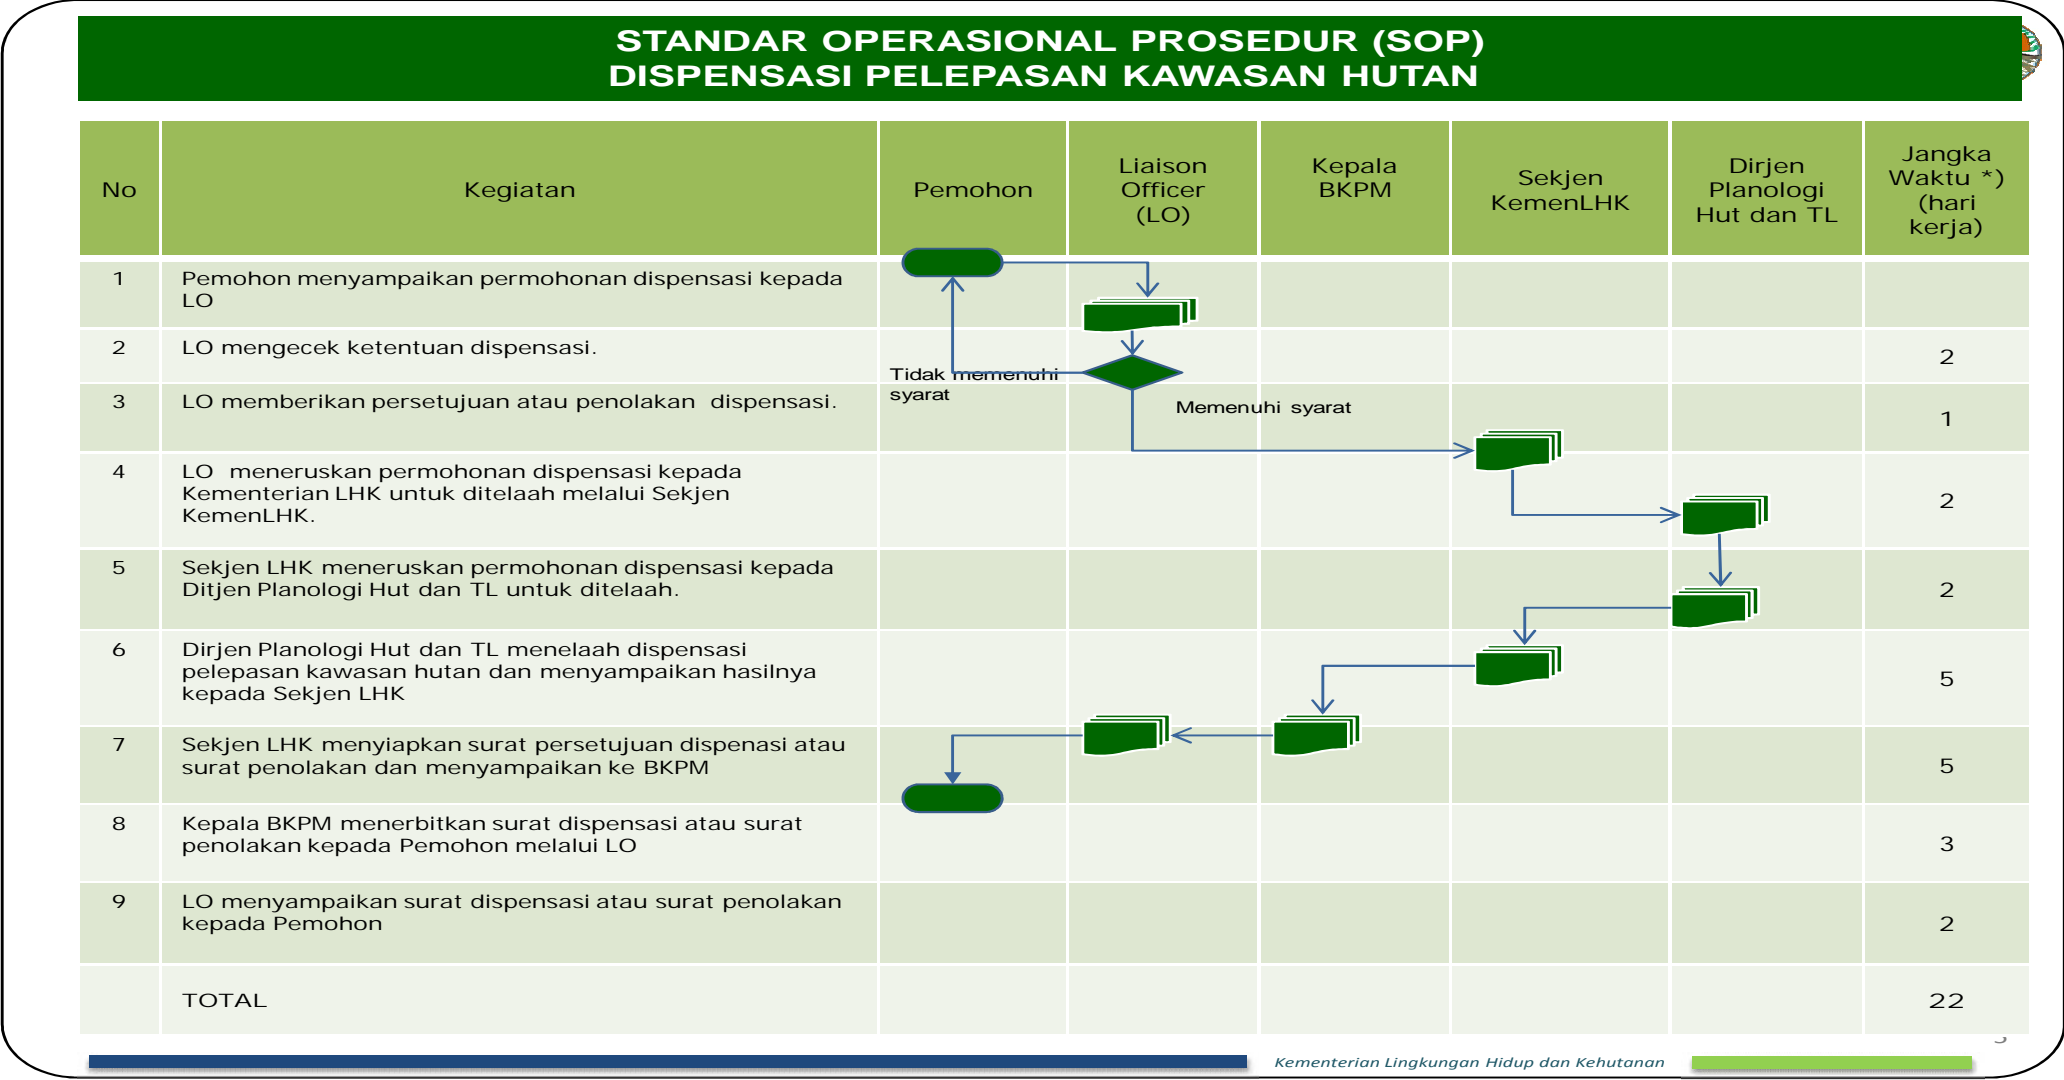 STANDAR OPERASIONAL PROSEDUR (SOP)
DISPENSASI PELEPASAN KAWASAN HUTAN
No
Kegiatan
Pemohon
Liaison
Officer
(LO)
Kepala
BKPM
Sekjen
KemenLHK
Dirjen
Planologi
Hut dan TL
Jangka
Waktu *)
(hari
kerja)
1
Pemohon menyampaikan permohonan dispensasi kepada
LO
2
LO mengecek ketentuan dispensasi.
2
Tidak memenuhi
syarat
3
LO memberikan persetujuan atau penolakan dispensasi.
Memenuhi syarat
1
4
LO meneruskan permohonan dispensasi kepada
Kementerian LHK untuk ditelaah melalui Sekjen
KemenLHK.
2
5
Sekjen LHK meneruskan permohonan dispensasi kepada
Ditjen Planologi Hut dan TL untuk ditelaah.
2
6
Dirjen Planologi Hut dan TL menelaah dispensasi
pelepasan kawasan hutan dan menyampaikan hasilnya
kepada Sekjen LHK
5
7
Sekjen LHK menyiapkan surat persetujuan dispenasi atau
surat penolakan dan menyampaikan ke BKPM
5
8
Kepala BKPM menerbitkan surat dispensasi atau surat
penolakan kepada Pemohon melalui LO
3
9
LO menyampaikan surat dispensasi atau surat penolakan
kepada Pemohon
2
TOTAL
22
Kementerian Lingkungan Hidup dan Kehutanan